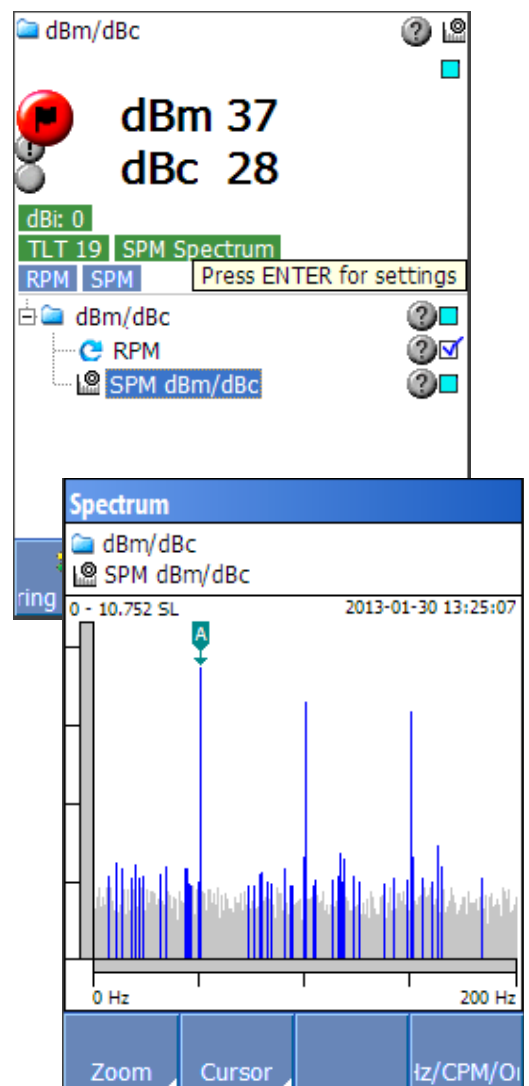 dBm/dBc
dBm 37
dBc 28
dBi: 0
TLT 19 SPM Spectrum
RPM SPM Press ENTER for settings
dBm/dBc
RPM
SPM dBm/dBc
ring
Spectrum
dBm/dBc
SPM dBm/dBc
0 - 10.752 SL 2013-01-30 13:25:07
A
0 Hz 200 Hz
Zoom Cursor Hz/CPM/O